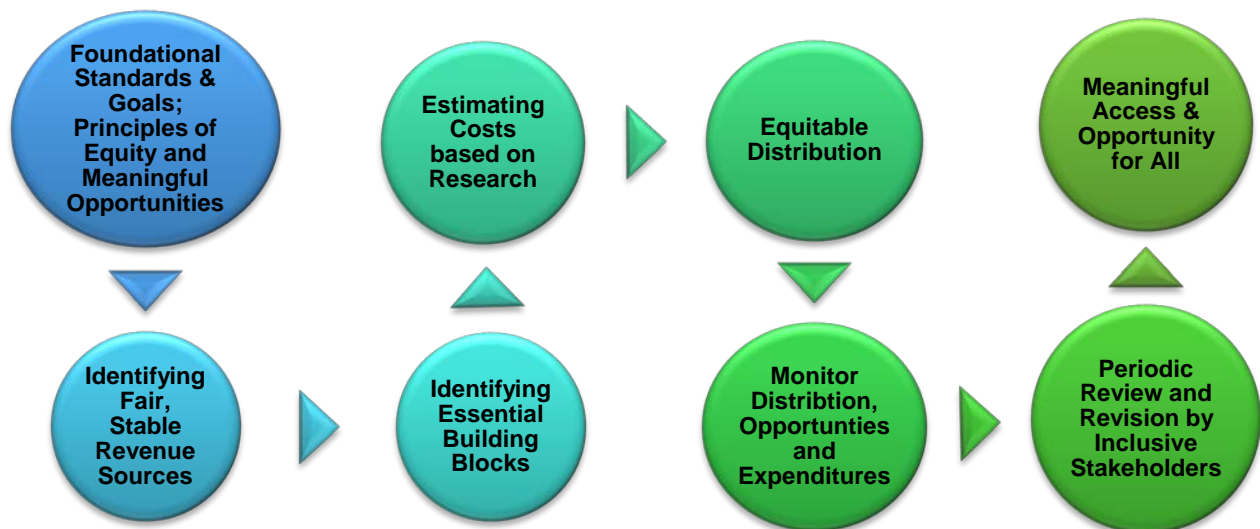 Foundational
Standards &
Goals;
Principles of
Equity and
Meaningful
Opportunities
Identifying
Fair,
Stable
Revenue
Sources
Identifying
Essential
Building
Blocks
Estimating
Costs
based on
Research
Equitable
Distribution
Monitor
Distribtion,
Opportunties
and
Expenditures
Periodic
Review and
Revision by
Inclusive
Stakeholders
Meaningful
Access &
Opportunity
for All